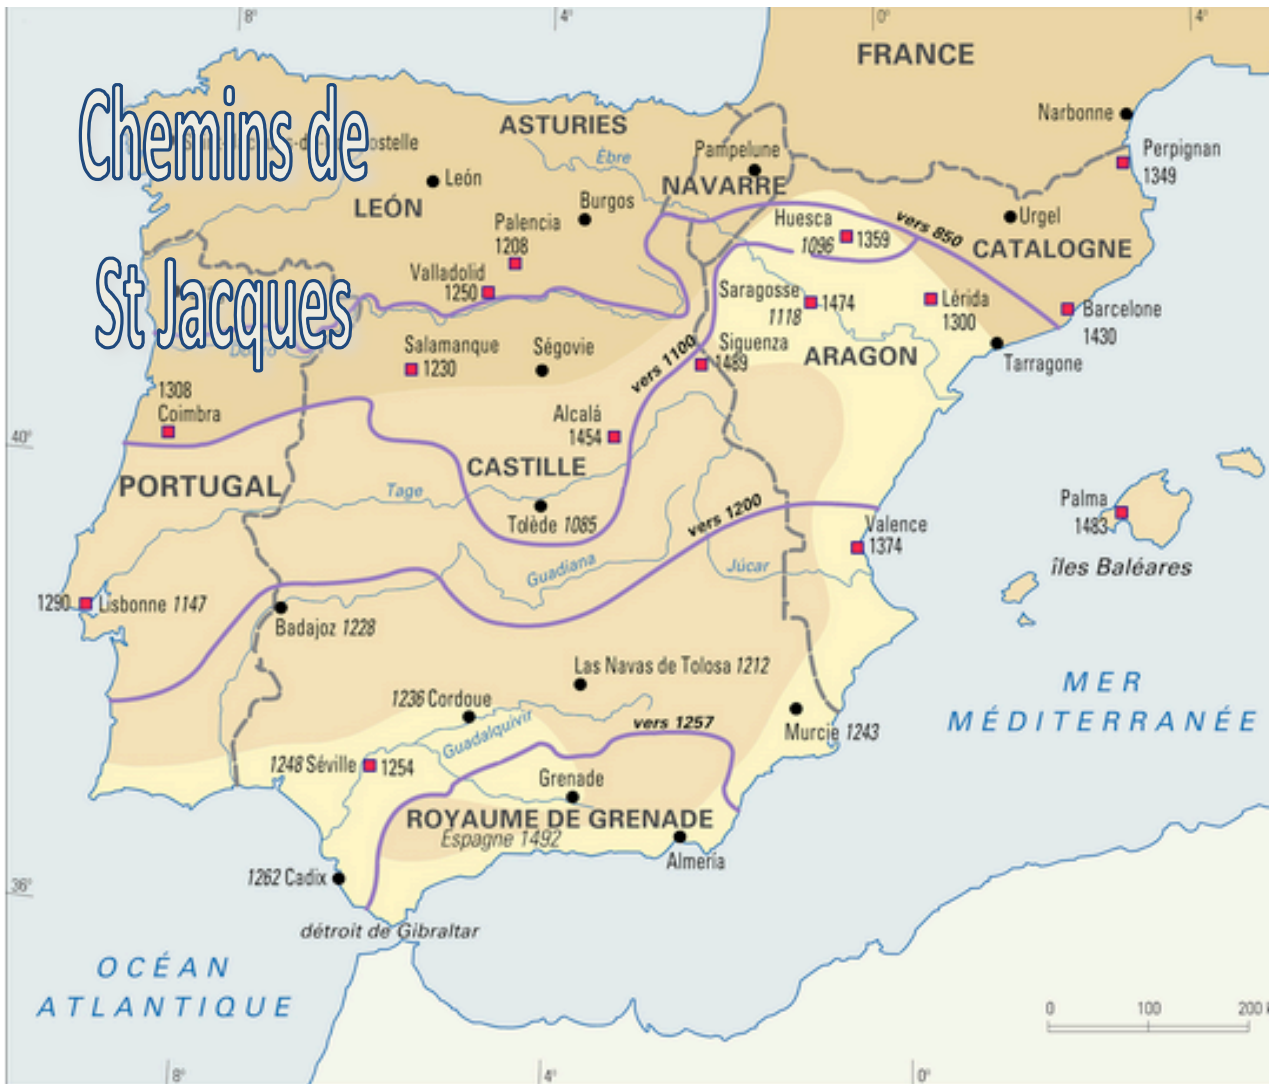 8°
4°
0°
4°
FRANCE
Chemins de
St Jacques
ostelle
ASTURIES
Èbre
Pampelune
NAVARRE
Narbonne
Perpignan
1349
León
LEÓN
Burgos
Palencia
1208
Valladolid
1250
Huesca
1096
1359
vers 850
Urgel
CATALOGNE
Saragosse
1118
1474
Lérida
1300
Barcelone
1430
Tarragone
ARAGON
Siguenza
1489
vers 1100
Salamanque
1230
Ségovie
1308
Coimbra
40°
Alcalá
1454
CASTILLE
PORTUGAL
Tage
Tolède 1085
vers 1200
Valence
1374
Palma
1483
îles Baléares
Guadiana
Júcar
1290
Lisbonne 1147
Badajoz 1228
Las Navas de Tolosa 1212
1236 Cordoue
Guadalquivir
vers 1257
Murcie 1243
MER
MÉDITERRANÉE
1248 Séville
1254
Grenade
ROYAUME DE GRENADE
Espagne 1492
Almeria
36°
1262 Cadix
détroit de Gibraltar
OCÉAN
ATLANTIQUE
0 100 200
8°
4°
0°